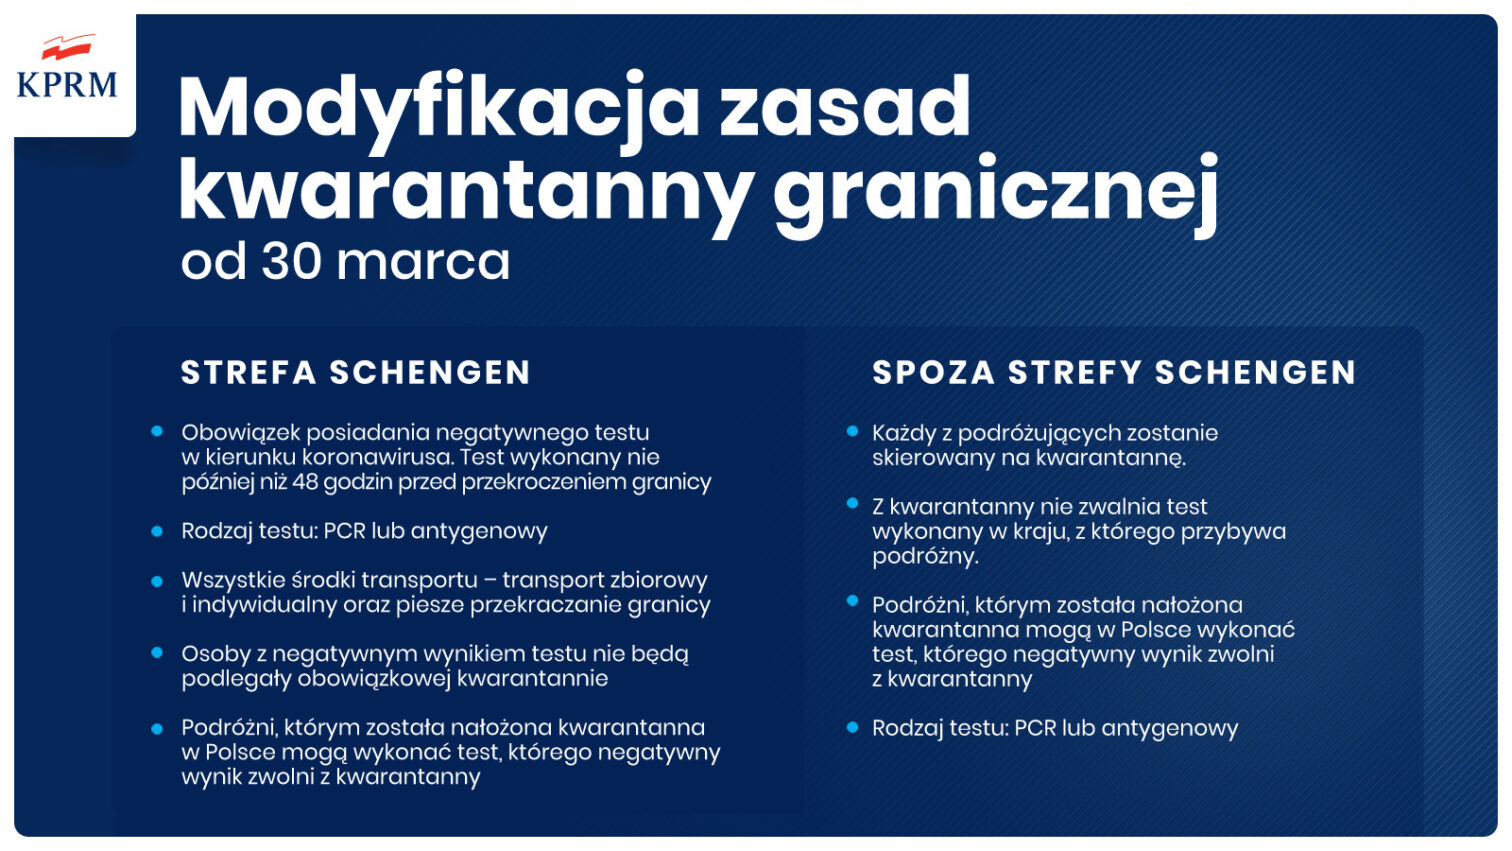 KPRM
Modyfikacja zasad
kwarantanny granicznej
od 30 marca
STREFA SCHENGEN
Obowiązek posiadania negatywnego testu
w kierunku koronawirusa. Test wykonany nie
później niż 48 godzin przed przekroczeniem granicy
Rodzaj testu: PCR lub antygenowy
Wszystkie środki transportu – transport zbiorowy
i indywidualny oraz piesze przekraczanie granicy
Osoby z negatywnym wynikiem testu nie będą
podlegały obowiązkowej kwarantannie
Podróżni, którym została nałożona kwarantanna
w Polsce mogą wykonać test, którego negatywny
wynik zwolni z kwarantanny
SPOZA STREFY SCHENGEN
Każdy z podróżujących zostanie
skierowany na kwarantannę.
Z kwarantanny nie zwalnia test
wykonany w kraju, z którego przybywa
podróżny.
Podróżni, którym została nałożona
kwarantanna mogą w Polsce wykonać
test, którego negatywny wynik zwolni
z kwarantanny
Rodzaj testu: PCR lub antygenowy